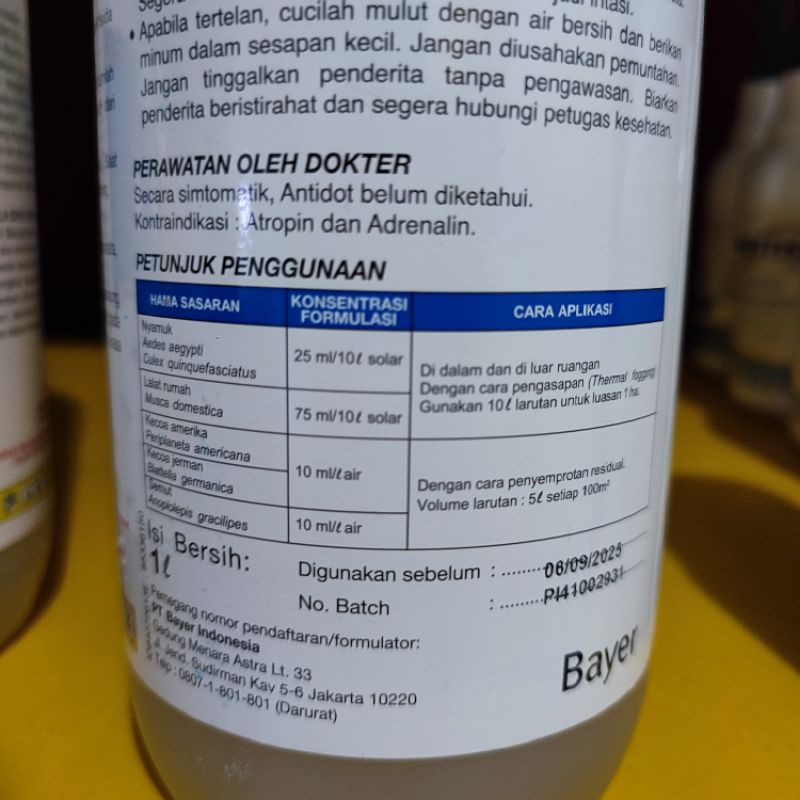 • Apabila tertelan, cucilah mulut dengan air bersih dan berikan
minum dalam sesapan kecil. Jangan diusahakan pemuntahan.
Jangan tinggalkan penderita tanpa pengawasan. Biarkan
penderita beristirahat dan segera hubungi petugas kesehatan.
PERAWATAN OLEH DOKTER
Secara simtomatik, Antidot belum diketahui.
Kontraindikasi : Atropin dan Adrenalin.
PETUNJUK PENGGUNAAN
HAMA SASARAN
KONSENTRASI
FORMULASI
CARA APLIKASI
Nyamuk
Aedes aegypti
Culex quinquefasciatus
25 ml/10ℓ solar
Lalat rumah
Musca domestica
75 ml/10ℓ solar
Di dalam dan di luar ruangan
Dengan cara pengasapan (Thermal fogging)
Gunakan 10ℓ larutan untuk luasan 1 ha.
Kecoa amerika
Periplaneta americana
Kecoa jerman
Blattella germanica
10 ml/ℓ air
Semut
Anoplolepis gracilipes
10 ml/ℓ air
Dengan cara penyemprotan residual.
Volume larutan : 5ℓ setiap 100m²
Isi Bersih:
1ℓ
Digunakan sebelum : ........06/09/2025
No. Batch : ........PI41002931
Pemegang nomor pendaftaran/formulator:
PT Bayer Indonesia
Gedung Menara Astra Lt. 33
Jl. Jend. Sudirman Kav 5-6 Jakarta 10220
Telp : 0807-1-801-801 (Darurat)
Bayer